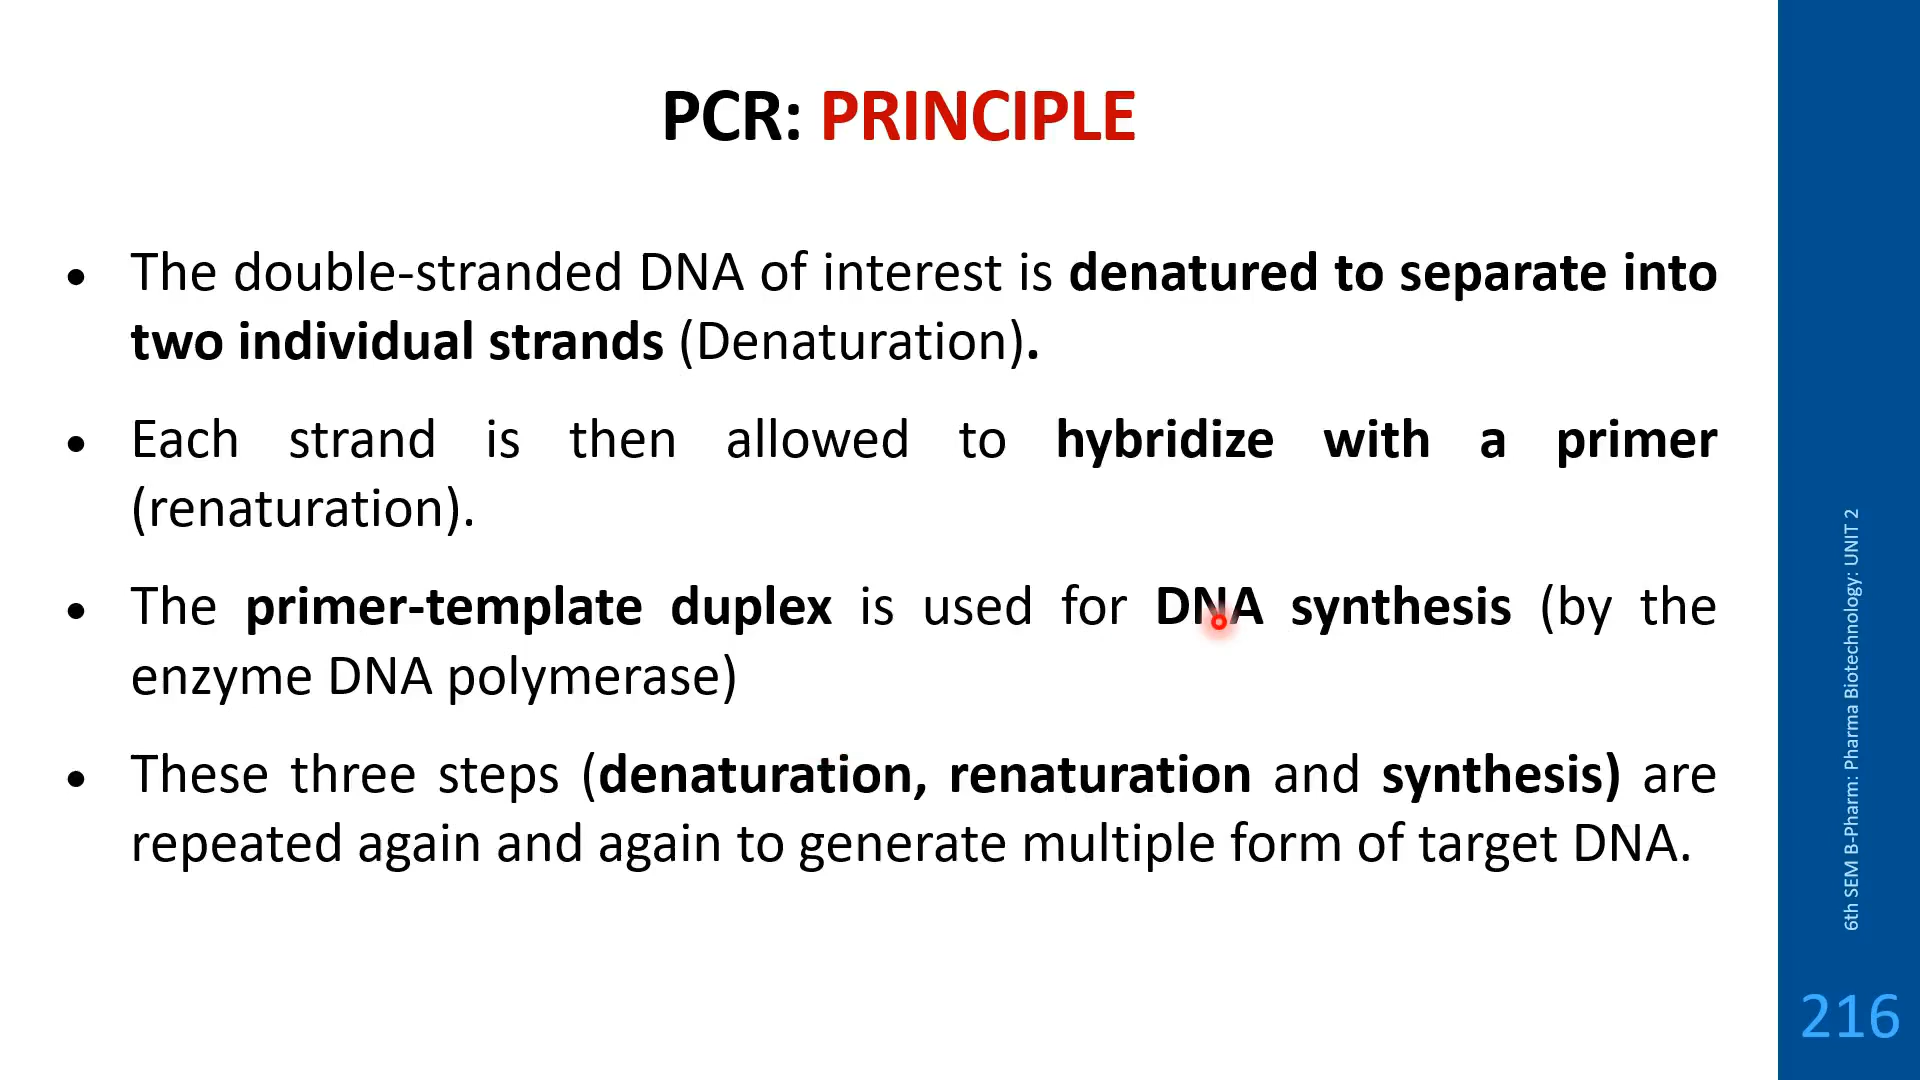 PCR: PRINCIPLE
• The double-stranded DNA of interest is denatured to separate into
two individual strands (Denaturation).
• Each strand is then allowed to hybridize with a primer
(renaturation).
• The primer-template duplex is used for DNA synthesis (by the
enzyme DNA polymerase)
• These three steps (denaturation, renaturation and synthesis) are
repeated again and again to generate multiple form of target DNA.
6th SEM B-Pharm: Pharma Biotechnology: UNIT 2
216